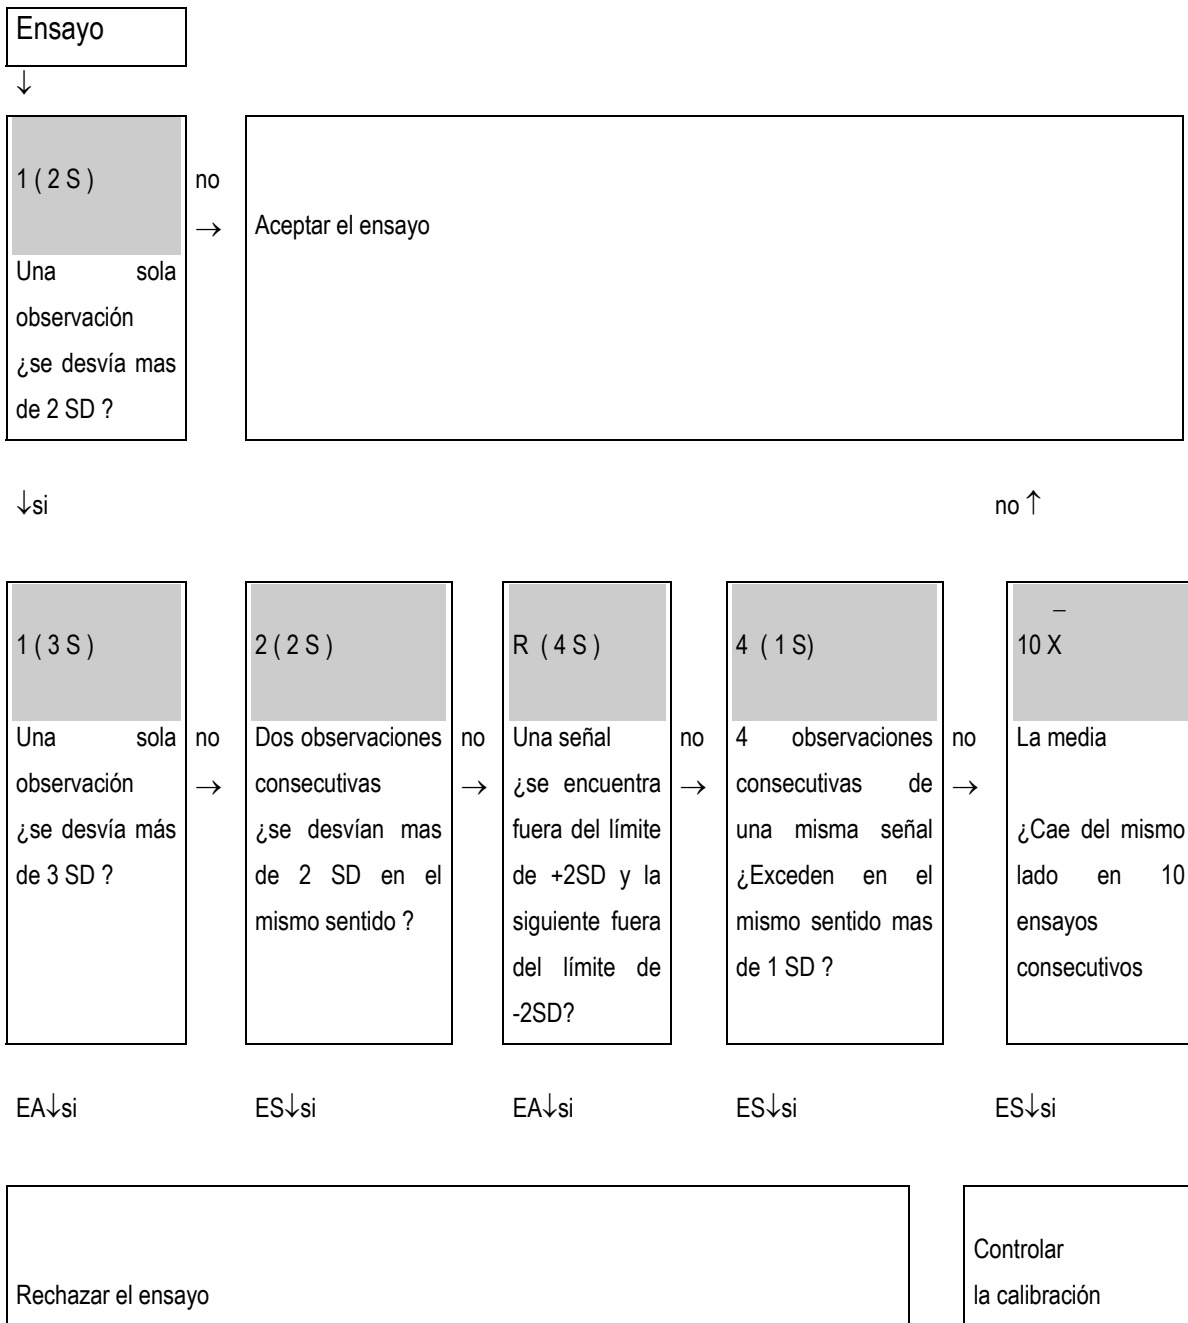 Ensayo
↓
1 ( 2 S )
Una sola
observación
¿se desvía mas
de 2 SD ?
no
→
Aceptar el ensayo
↓si
no ↑
1 ( 3 S )
Una sola
observación
¿se desvía más
de 3 SD ?
no
→
2 ( 2 S )
Dos observaciones
consecutivas
¿se desvían mas
de 2 SD en el
mismo sentido ?
no
→
R ( 4 S )
Una señal
¿se encuentra
fuera del límite
de +2SD y la
siguiente fuera
del límite de
-2SD?
no
→
4 ( 1 S)
4 observaciones
consecutivas de
una misma señal
¿Exceden en el
mismo sentido mas
de 1 SD ?
no
→
_
10 X
La media
¿Cae del mismo
lado en 10
ensayos
consecutivos
EA↓si
ES↓si
EA↓si
ES↓si
ES↓si
Rechazar el ensayo
Controlar
la calibración